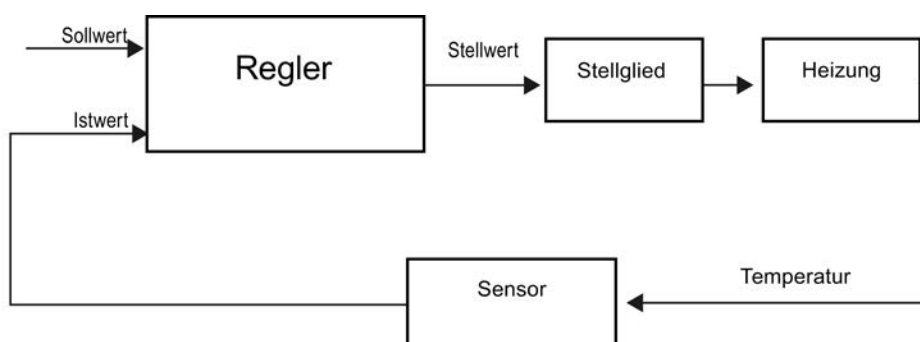 Sollwert
Regler
Stellwert
Stellglied
Heizung
Istwert
Sensor
Temperatur